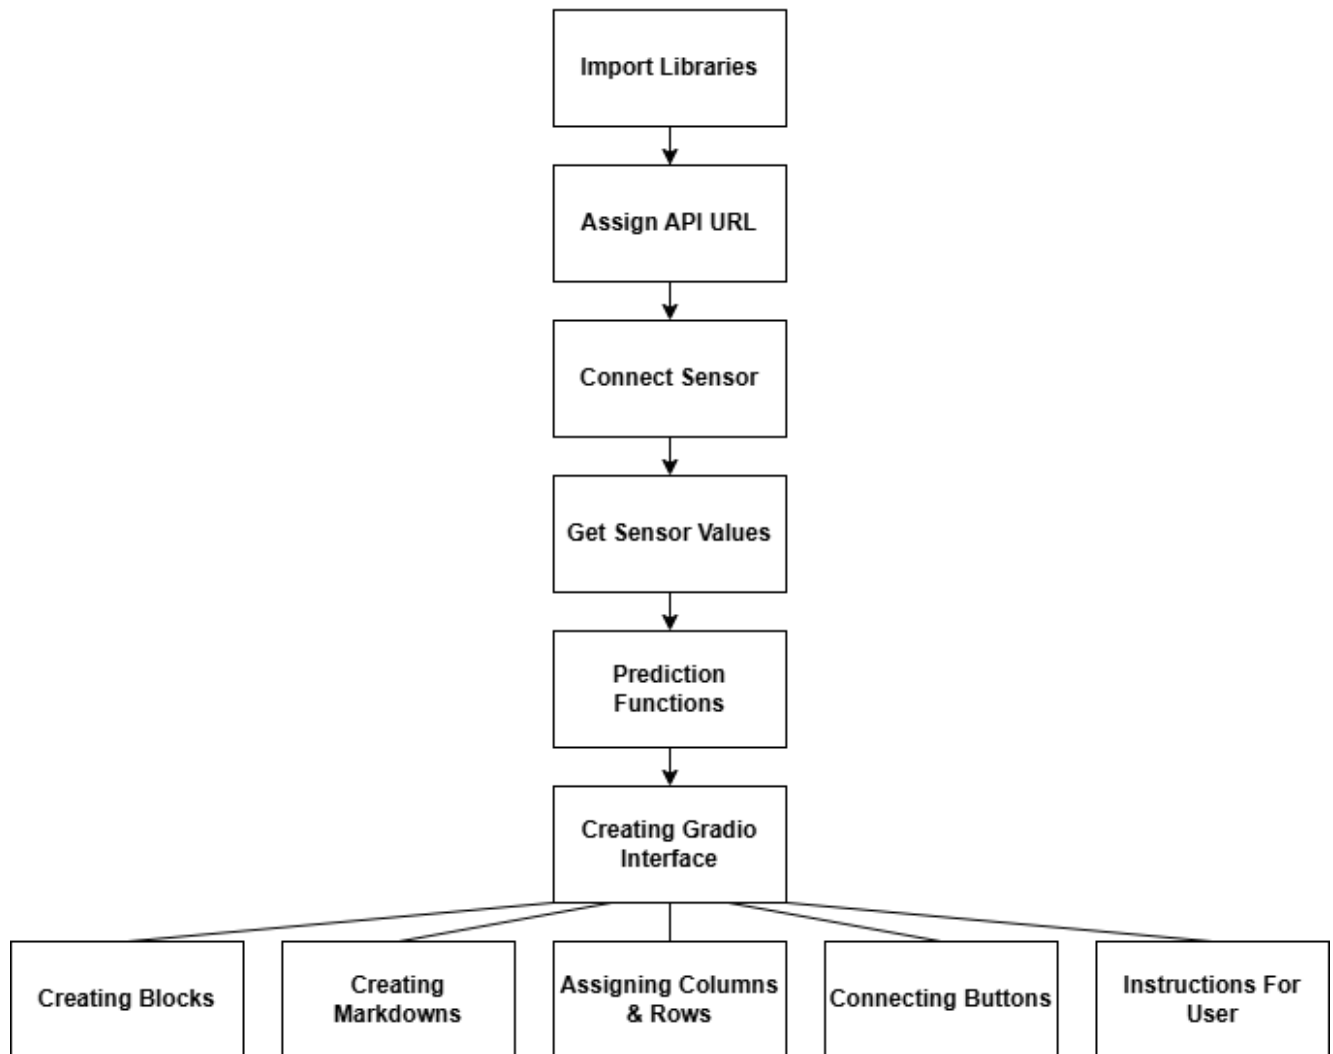 Import Libraries
Assign API URL
Connect Sensor
Get Sensor Values
Prediction
Functions
Creating Gradio
Interface
Creating Blocks
Creating
Markdowns
Assigning Columns
& Rows
Connecting Buttons
Instructions For
User